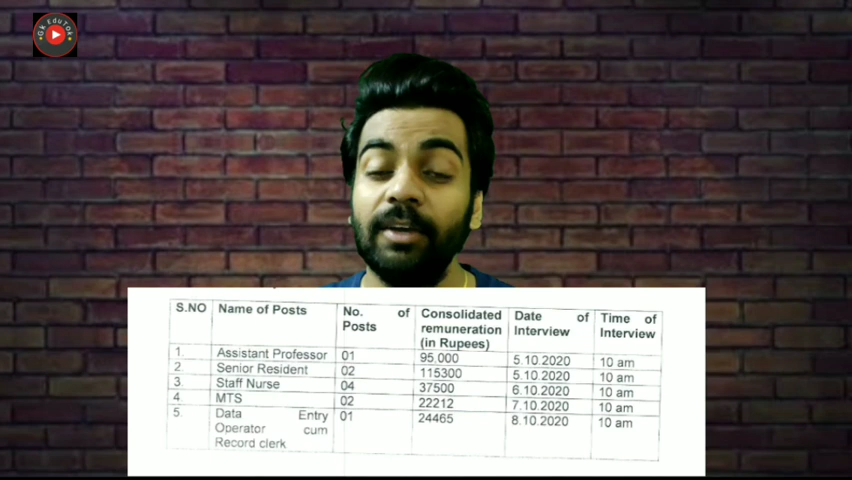 GK EduTok
S.NO Name of Posts No. of Posts Consolidated remuneration (in Rupees) Date of Interview Time of Interview
1. Assistant Professor 01 95,000 5.10.2020 10 am
2. Senior Resident 02 115300 5.10.2020 10 am
3. Staff Nurse 04 37500 6.10.2020 10 am
4. MTS 02 22212 7.10.2020 10 am
5. Data Entry Operator cum Record clerk 01 24465 8.10.2020 10 am